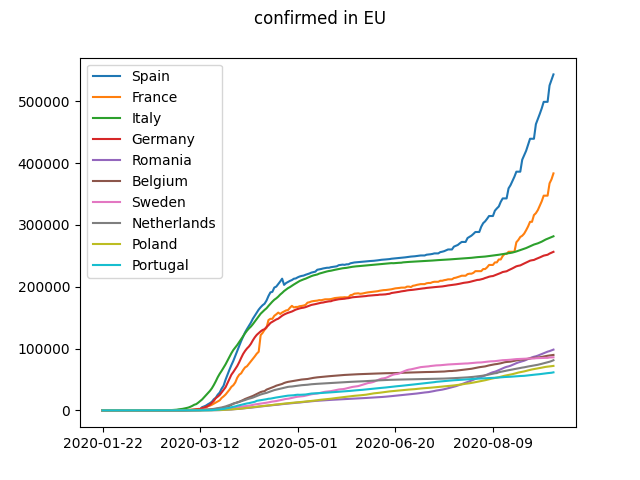 confirmed in EU
Spain
France
Italy
Germany
Romania
Belgium
Sweden
Netherlands
Poland
Portugal
500000
400000
300000
200000
100000
0
2020-01-22 2020-03-12 2020-05-01 2020-06-20 2020-08-09